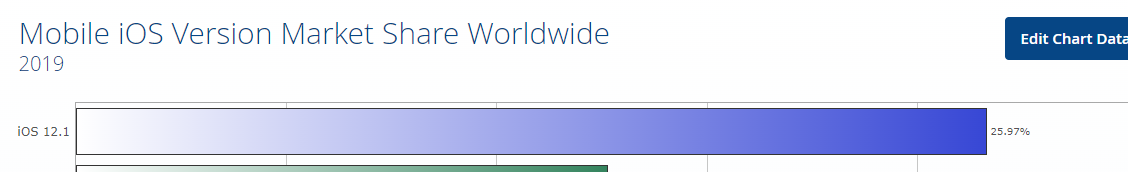 Mobile iOS Version Market Share Worldwide
2019
Edit Chart Data
iOS 12.1
25.97%